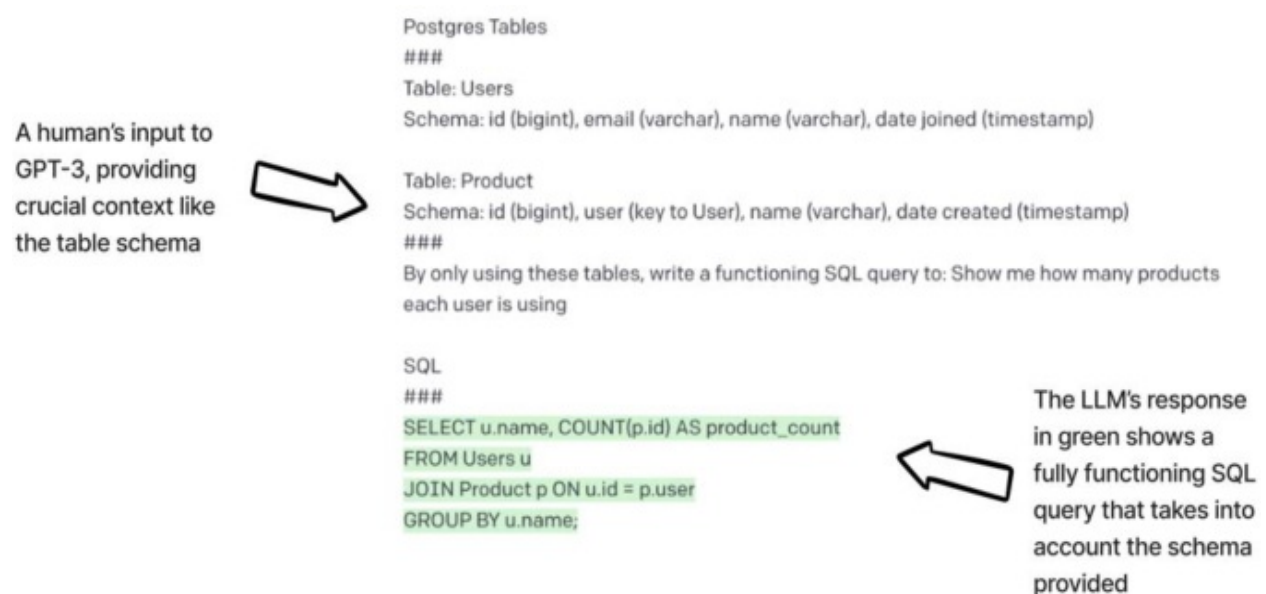 Postgres Tables
###
Table: Users
Schema: id (bigint), email (varchar), name (varchar), date joined (timestamp)
A human's input to
GPT-3, providing
crucial context like
the table schema
Table: Product
Schema: id (bigint), user (key to User), name (varchar), date created (timestamp)
###
By only using these tables, write a functioning SQL query to: Show me how many products
each user is using
SQL
###
SELECT u.name, COUNT(p.id) AS product_count
FROM Users u
JOIN Product p ON u.id = p.user
GROUP BY u.name;
The LLM's response
in green shows a
fully functioning SQL
query that takes into
account the schema
provided